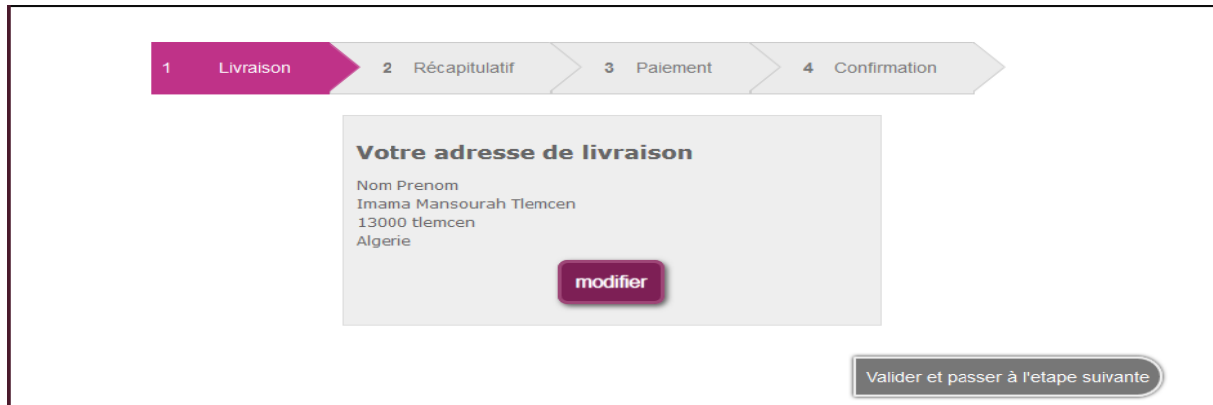 1 Livraison 2 Récapitulatif 3 Paiement 4 Confirmation
Votre adresse de livraison
Nom Prenom
Imama Mansourah Tlemcen
13000 tlemcen
Algerie
modifier
Valider et passer à l'etape suivante